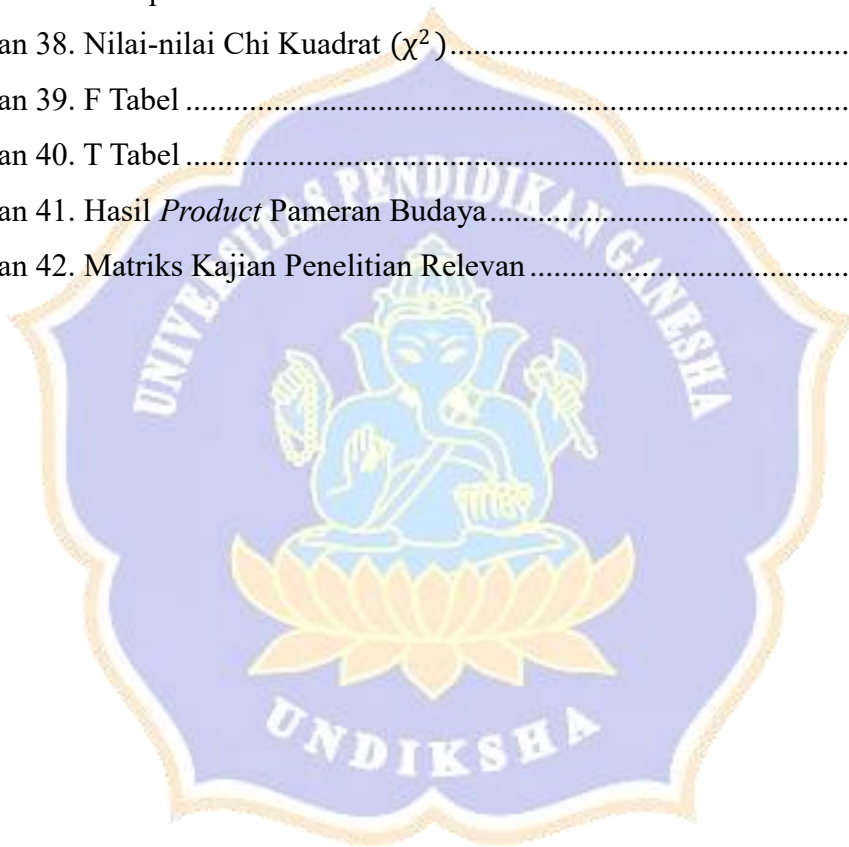 an 38. Nilai-nilai Chi Kuadrat (χ²)........................................................
an 39. F Tabel ........................................................................................
an 40. T Tabel ........................................................................................
an 41. Hasil Product Pameran Budaya...................................................
an 42. Matriks Kajian Penelitian Relevan .............................................
UNIVERSITAS PENDIDIKAN GANESHA
UNDIKSHA